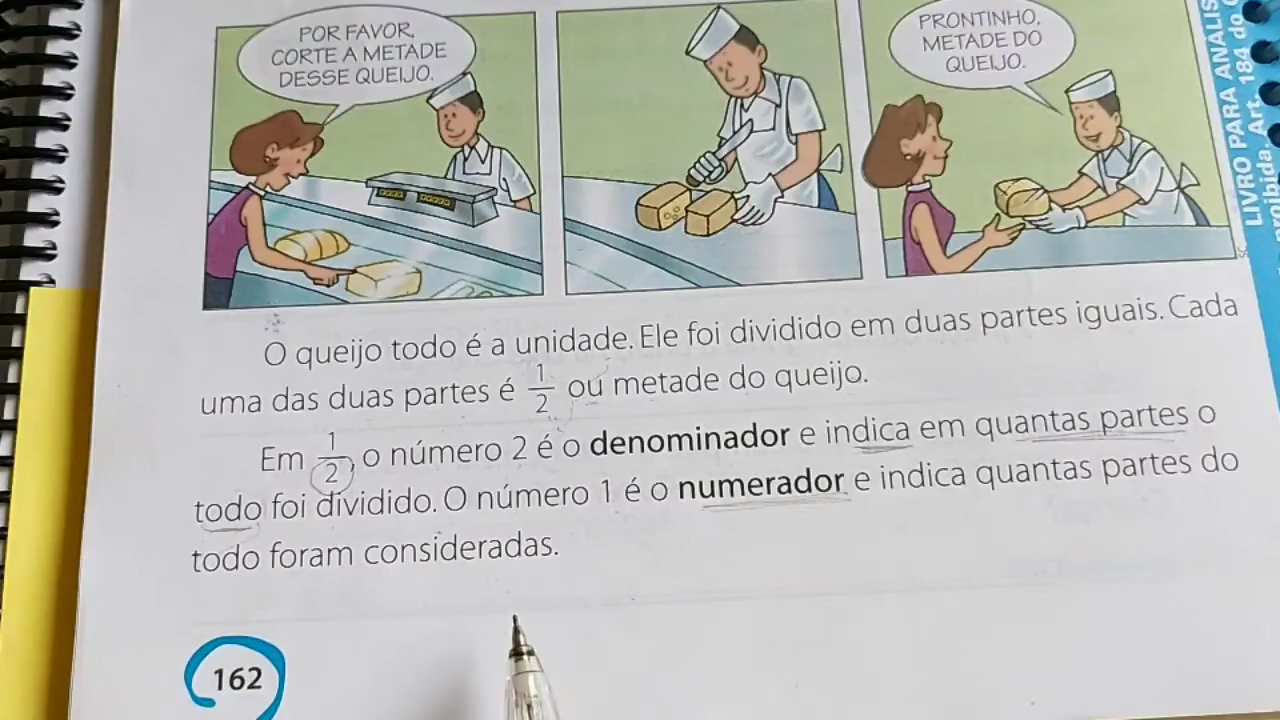 POR FAVOR,
CORTE A METADE
DESSE QUEIJO.
PRONTINHO.
METADE DO
QUEIJO.
LIVRO PARA ANÁLIS
Art. 184 do C
O queijo todo é a unidade. Ele foi dividido em duas partes iguais. Cada
uma das duas partes é 1/2 ou metade do queijo.
Em 1/2, o número 2 é o denominador e indica em quantas partes o
todo foi dividido. O número 1 é o numerador e indica quantas partes do
todo foram consideradas.
162